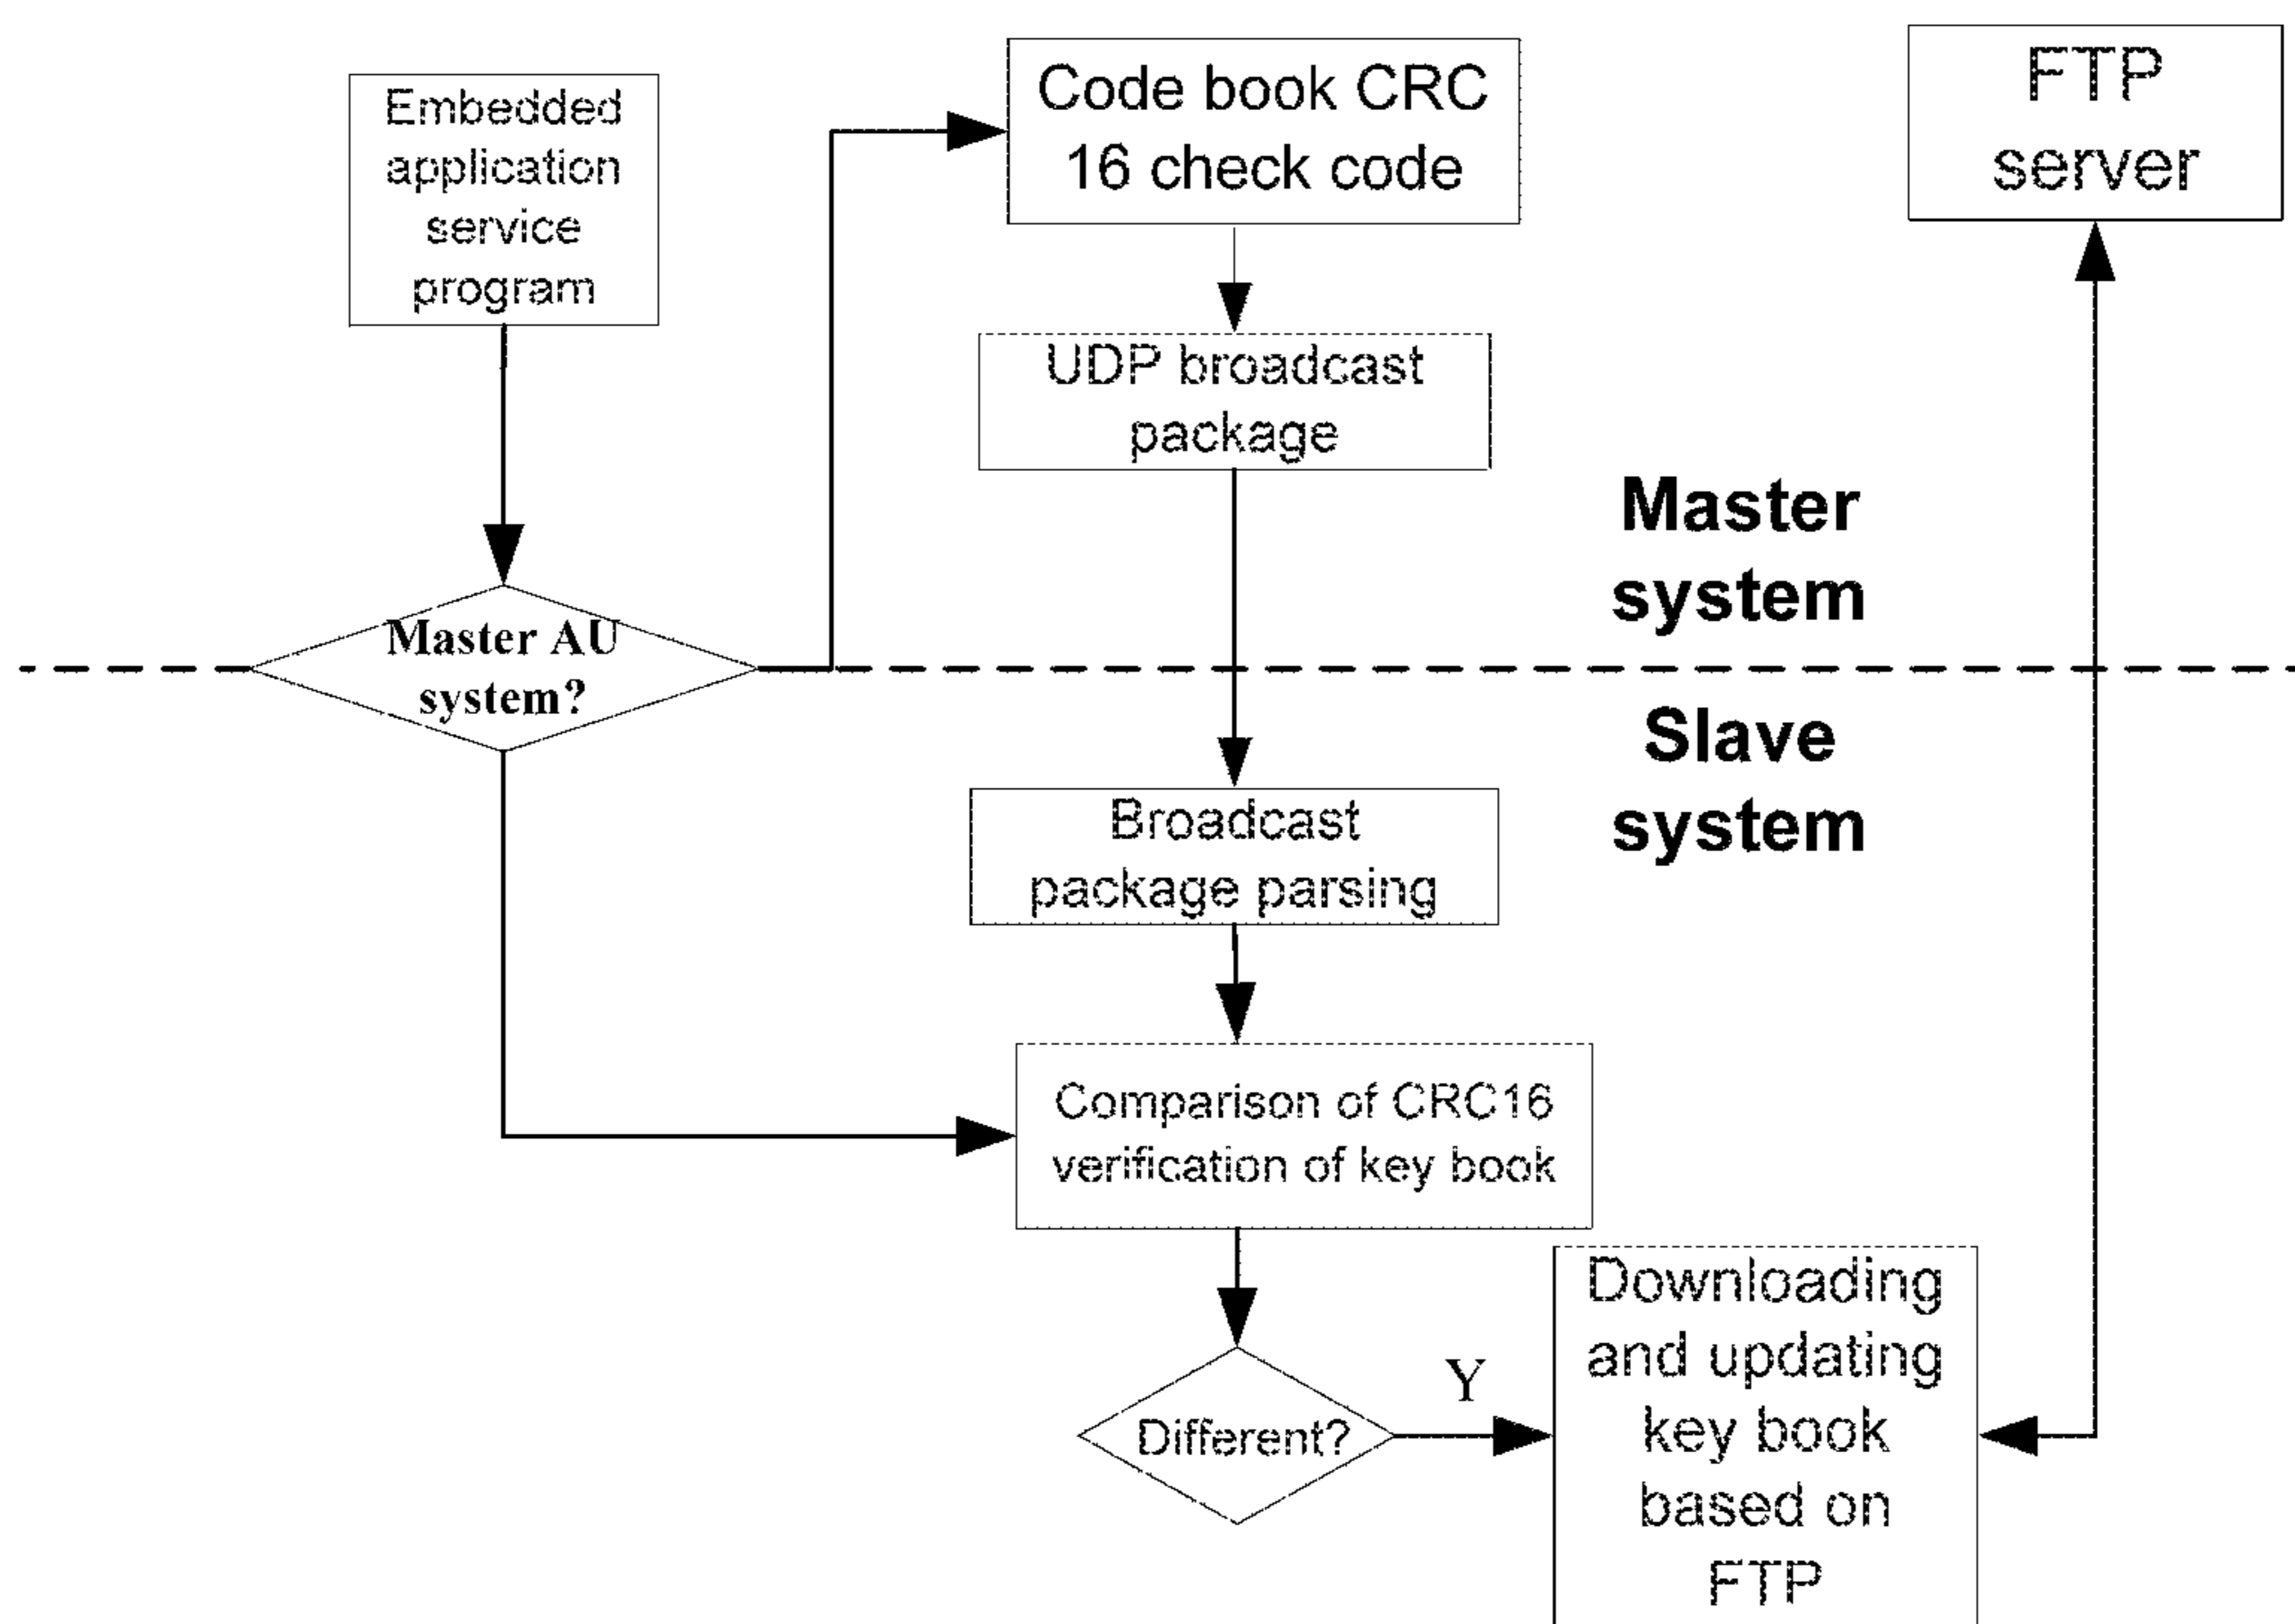 Embedded
application
service
program
Code book CRC
16 check code
FTP
server
UDP broadcast
package
Master
system
Master AU
system?
Slave
system
Broadcast
package parsing
Comparison of CRC16
verification of key book
Different?
Y
Downloading
and updating
key book
based on
FTP